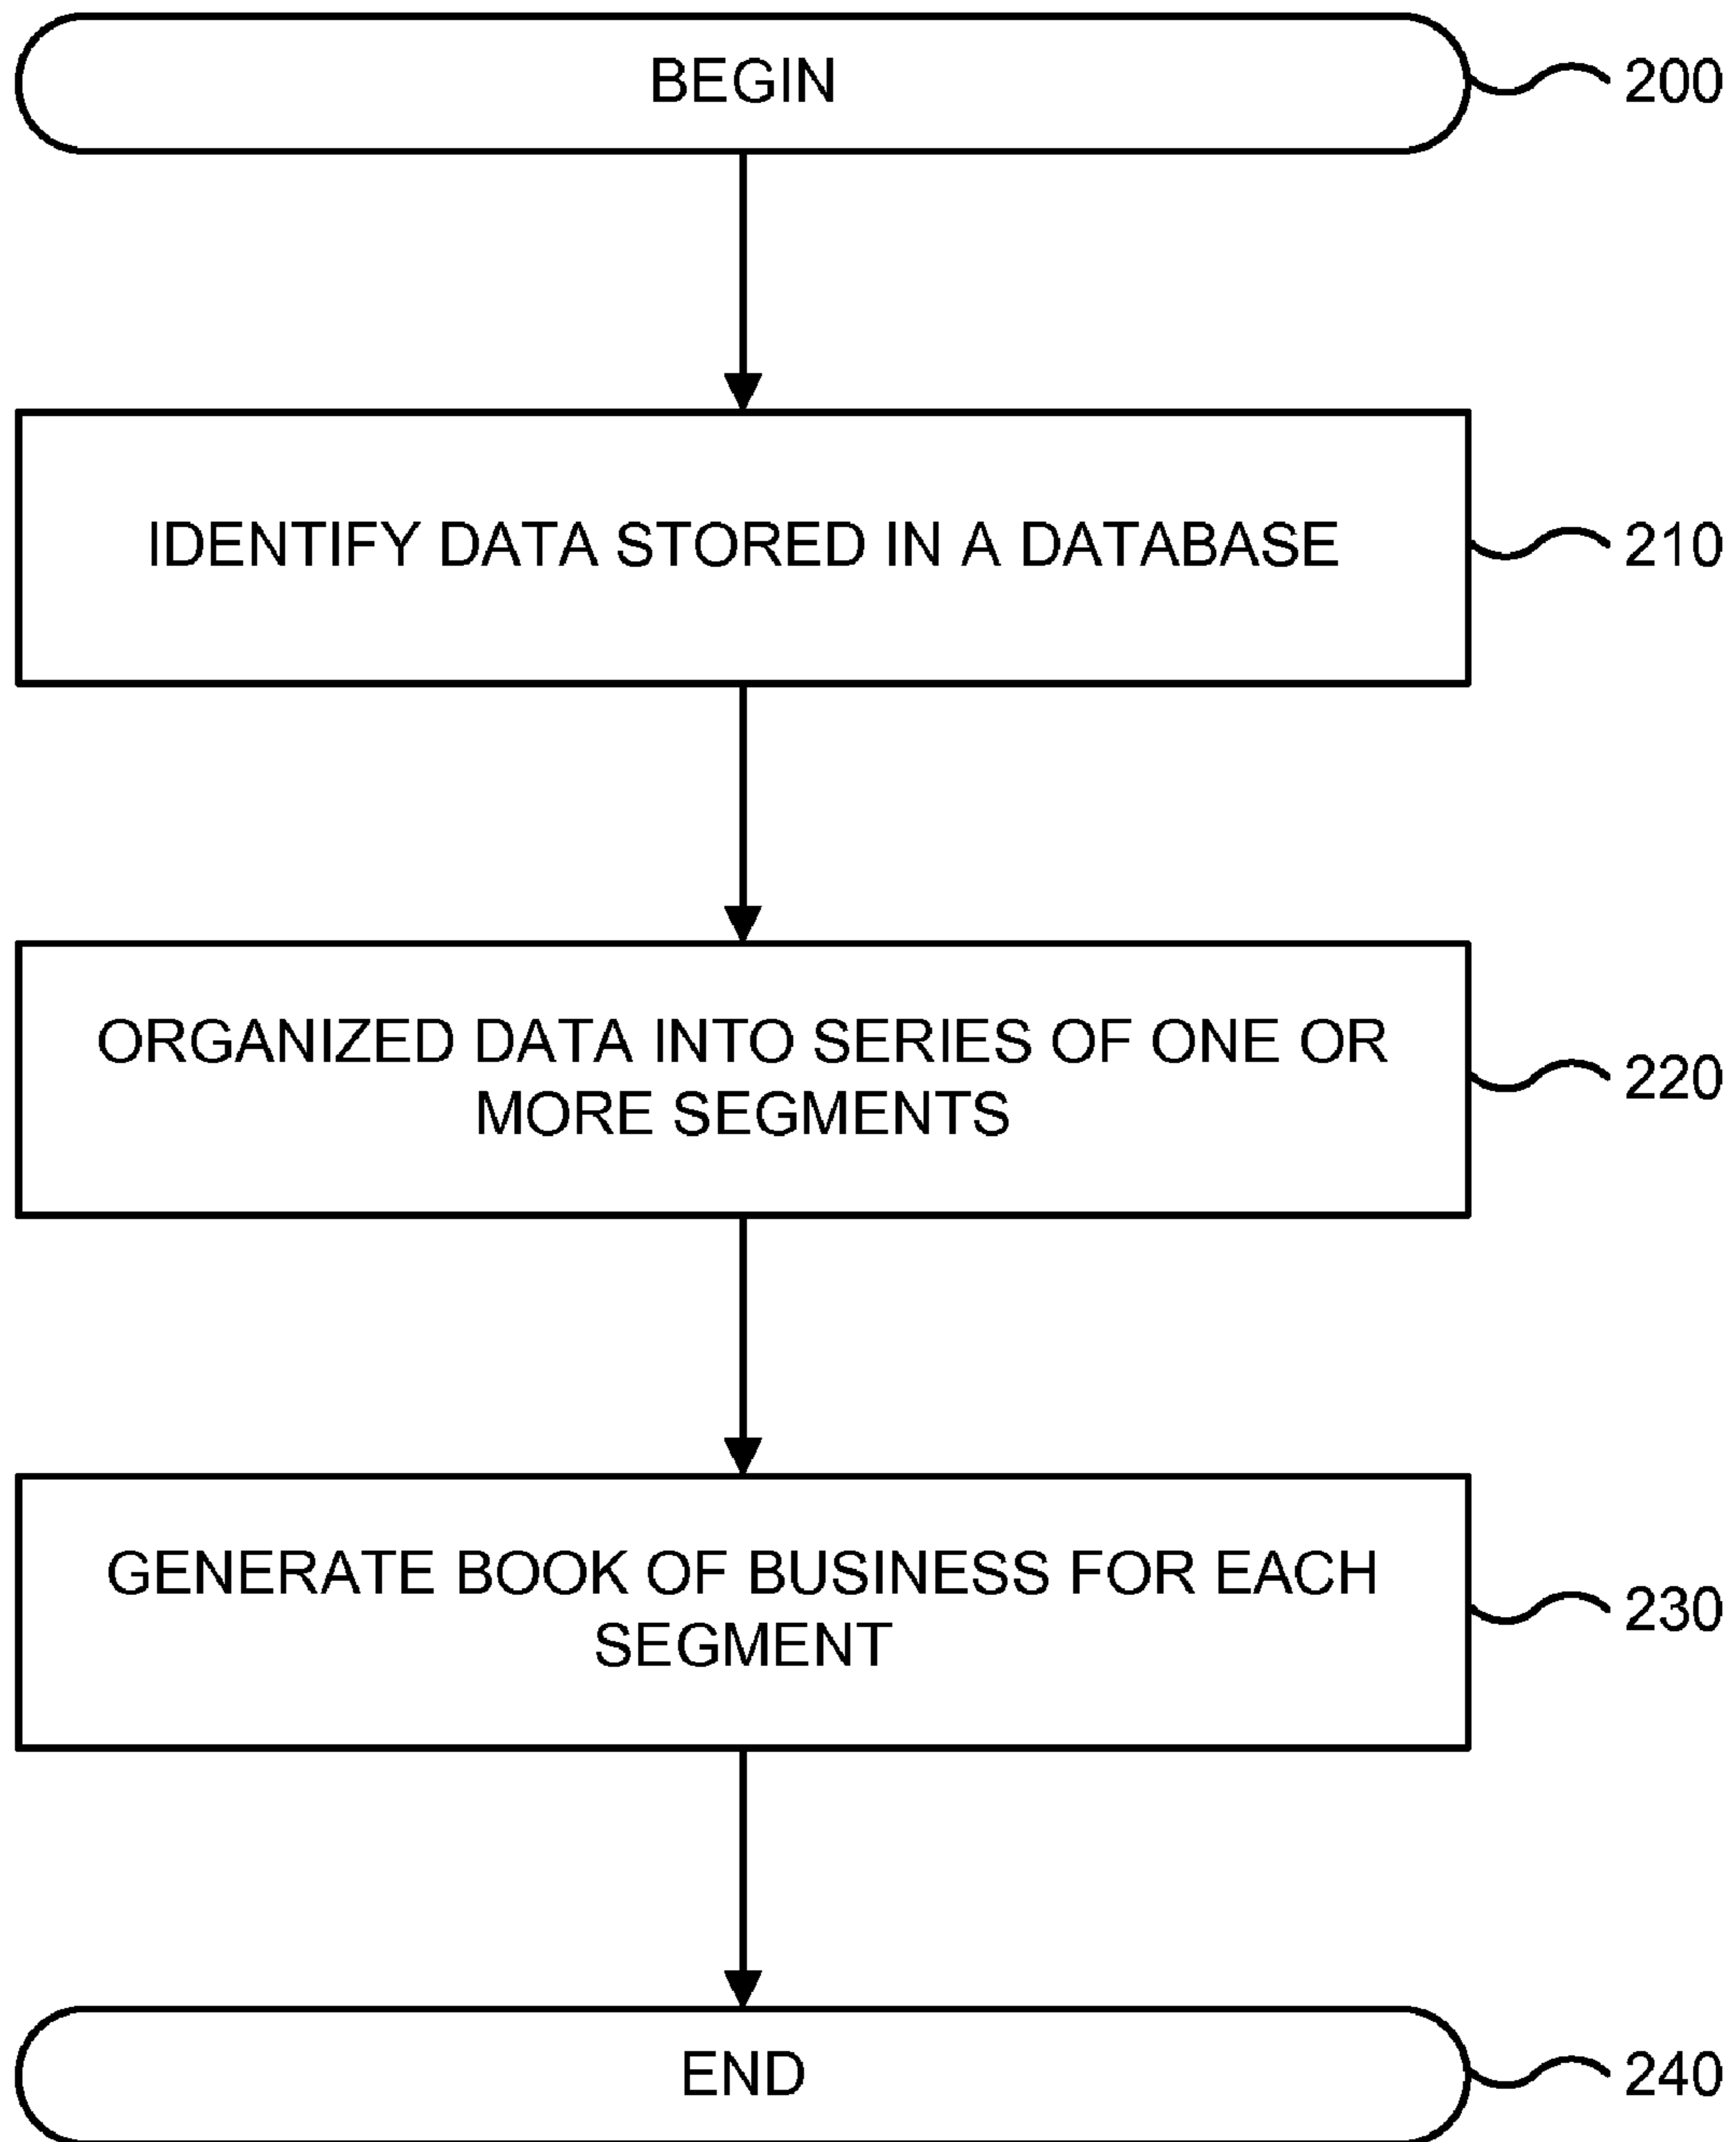 BEGIN
200
IDENTIFY DATA STORED IN A DATABASE
210
ORGANIZED DATA INTO SERIES OF ONE OR
MORE SEGMENTS
220
GENERATE BOOK OF BUSINESS FOR EACH
SEGMENT
230
END
240